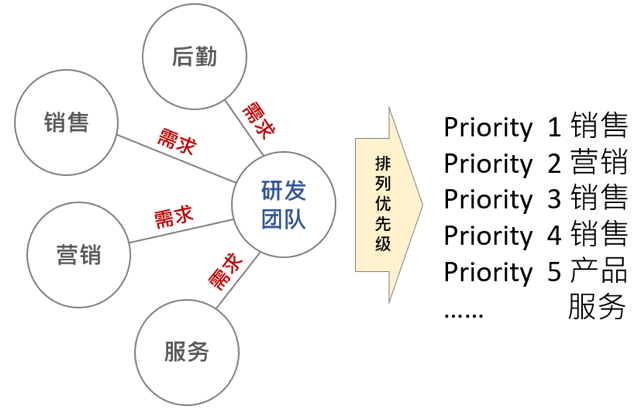 后勤
销售
需求
需求
研发
团队
营销
需求
需求
服务
排列优先级
Priority 1 销售
Priority 2 营销
Priority 3 销售
Priority 4 销售
Priority 5 产品
...... 服务